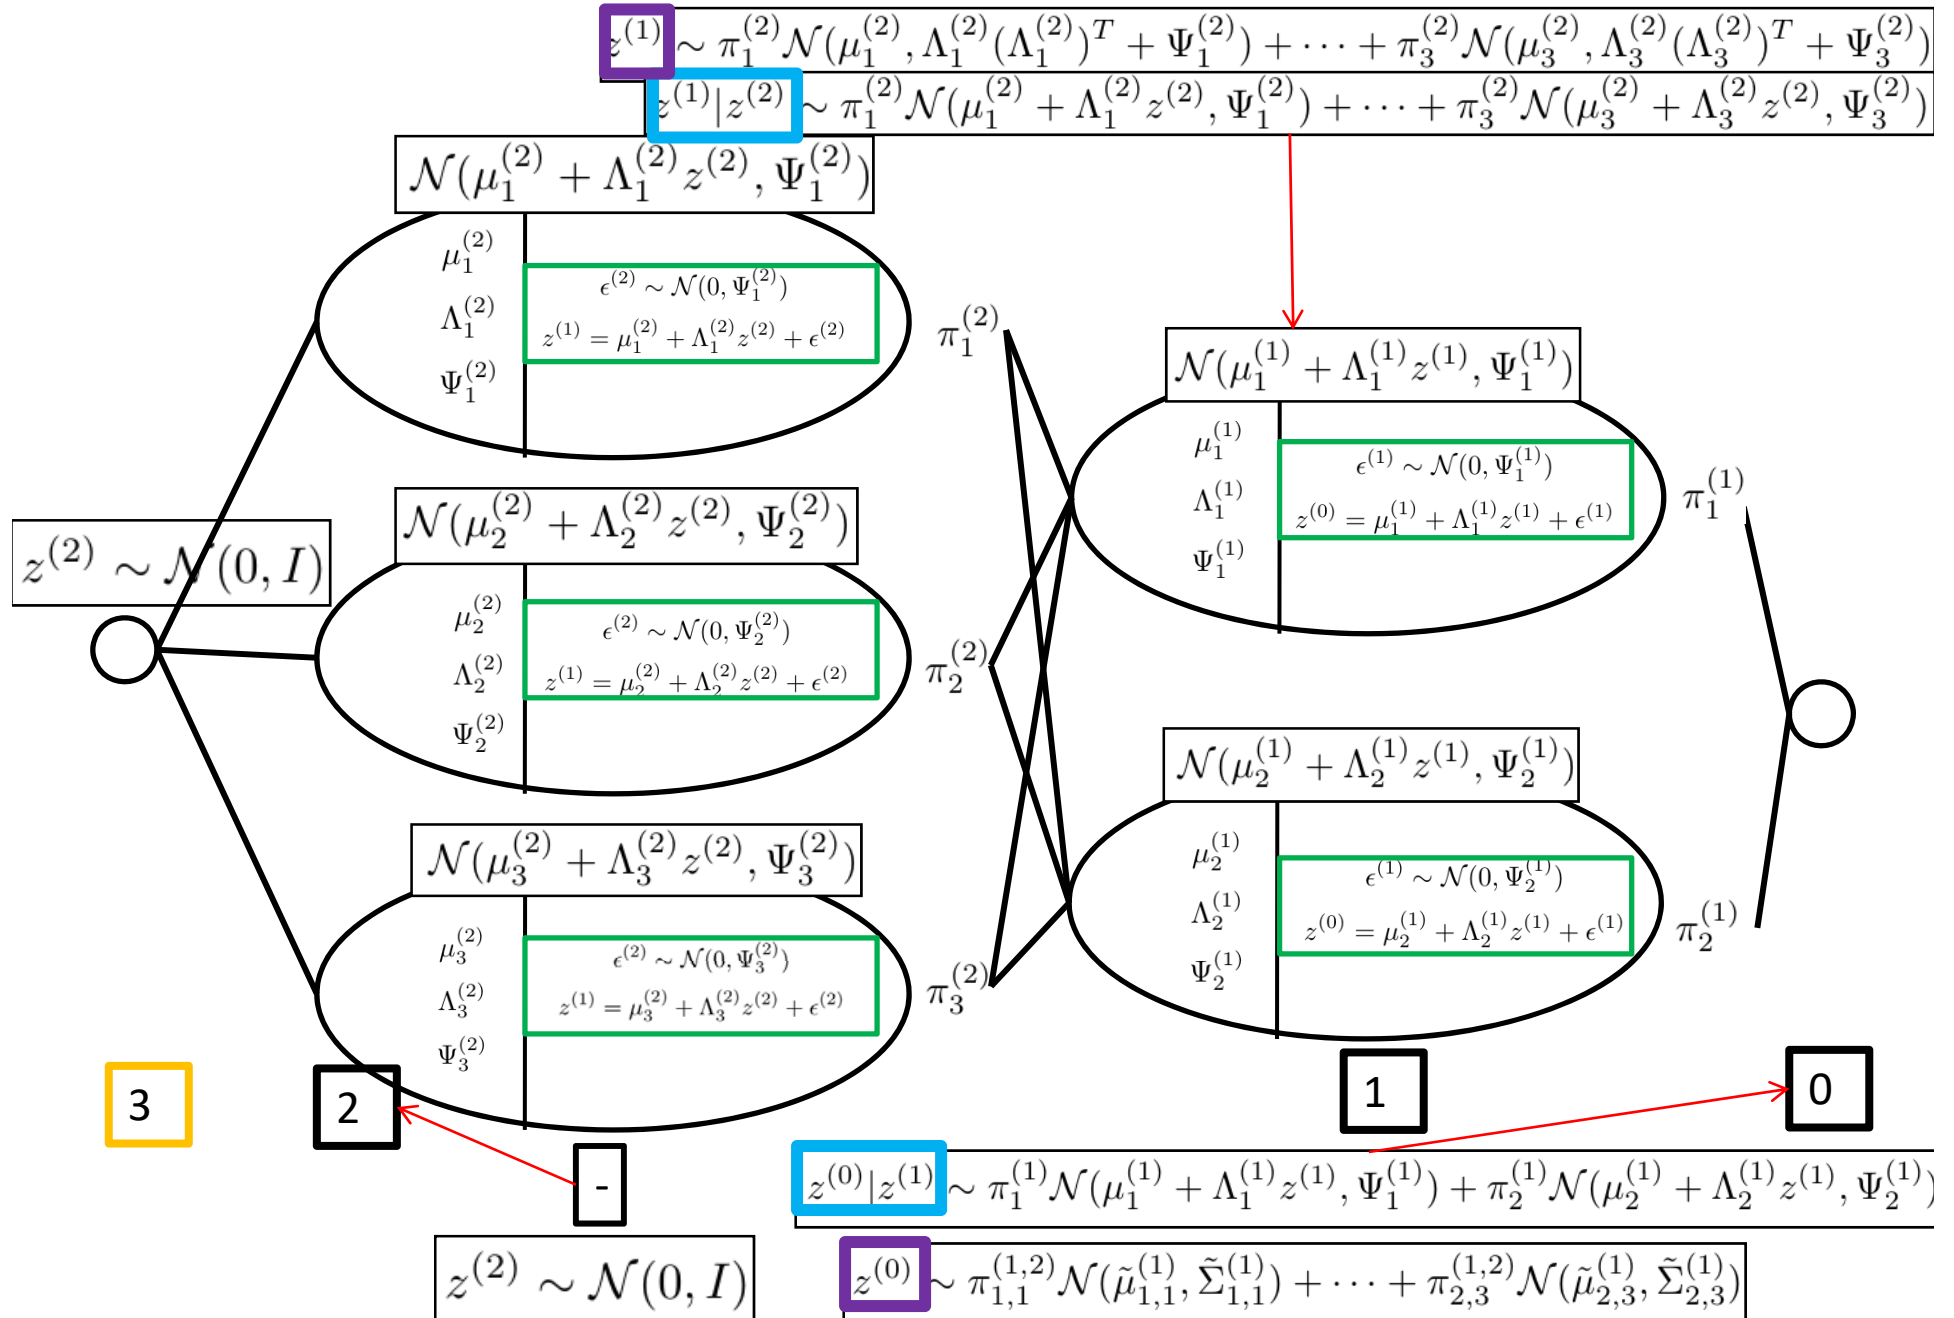 z^{(1)} ∼ π_1^{(2)} 𝒩(μ_1^{(2)}, Λ_1^{(2)}(Λ_1^{(2)})^T + Ψ_1^{(2)}) + ⋯ + π_3^{(2)} 𝒩(μ_3^{(2)}, Λ_3^{(2)}(Λ_3^{(2)})^T + Ψ_3^{(2)})
z^{(1)}|z^{(2)} ∼ π_1^{(2)} 𝒩(μ_1^{(2)} + Λ_1^{(2)} z^{(2)}, Ψ_1^{(2)}) + ⋯ + π_3^{(2)} 𝒩(μ_3^{(2)} + Λ_3^{(2)} z^{(2)}, Ψ_3^{(2)})
𝒩(μ_1^{(2)} + Λ_1^{(2)} z^{(2)}, Ψ_1^{(2)})
μ_1^{(2)}
Λ_1^{(2)}
Ψ_1^{(2)}
ϵ^{(2)} ∼ 𝒩(0, Ψ_1^{(2)})
z^{(1)} = μ_1^{(2)} + Λ_1^{(2)} z^{(2)} + ϵ^{(2)}
π_1^{(2)}
z^{(2)} ∼ 𝒩(0, I)
𝒩(μ_2^{(2)} + Λ_2^{(2)} z^{(2)}, Ψ_2^{(2)})
μ_2^{(2)}
Λ_2^{(2)}
Ψ_2^{(2)}
ϵ^{(2)} ∼ 𝒩(0, Ψ_2^{(2)})
z^{(1)} = μ_2^{(2)} + Λ_2^{(2)} z^{(2)} + ϵ^{(2)}
π_2^{(2)}
𝒩(μ_3^{(2)} + Λ_3^{(2)} z^{(2)}, Ψ_3^{(2)})
μ_3^{(2)}
Λ_3^{(2)}
Ψ_3^{(2)}
ϵ^{(2)} ∼ 𝒩(0, Ψ_3^{(2)})
z^{(1)} = μ_3^{(2)} + Λ_3^{(2)} z^{(2)} + ϵ^{(2)}
π_3^{(2)}
𝒩(μ_1^{(1)} + Λ_1^{(1)} z^{(1)}, Ψ_1^{(1)})
μ_1^{(1)}
Λ_1^{(1)}
Ψ_1^{(1)}
ϵ^{(1)} ∼ 𝒩(0, Ψ_1^{(1)})
z^{(0)} = μ_1^{(1)} + Λ_1^{(1)} z^{(1)} + ϵ^{(1)}
π_1^{(1)}
𝒩(μ_2^{(1)} + Λ_2^{(1)} z^{(1)}, Ψ_2^{(1)})
μ_2^{(1)}
Λ_2^{(1)}
Ψ_2^{(1)}
ϵ^{(1)} ∼ 𝒩(0, Ψ_2^{(1)})
z^{(0)} = μ_2^{(1)} + Λ_2^{(1)} z^{(1)} + ϵ^{(1)}
π_2^{(1)}
3
2
1
0
-
z^{(2)} ∼ 𝒩(0, I)
z^{(0)}|z^{(1)} ∼ π_1^{(1)} 𝒩(μ_1^{(1)} + Λ_1^{(1)} z^{(1)}, Ψ_1^{(1)}) + π_2^{(1)} 𝒩(μ_2^{(1)} + Λ_2^{(1)} z^{(1)}, Ψ_2^{(1)})
z^{(0)} ∼ π_{1,1}^{(1,2)} 𝒩(μ̃_{1,1}^{(1)}, Σ̃_{1,1}^{(1)}) + ⋯ + π_{2,3}^{(1,2)} 𝒩(μ̃_{2,3}^{(1)}, Σ̃_{2,3}^{(1)})